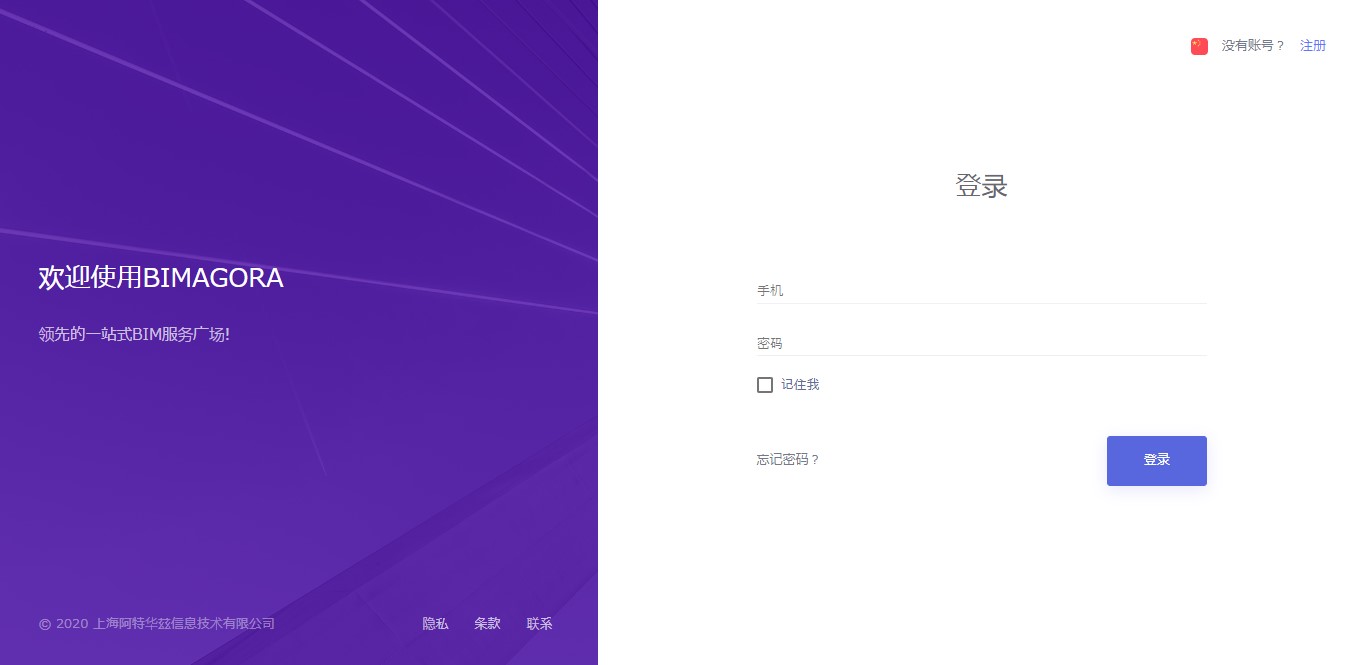 欢迎使用BIMAGORA
领先的一站式BIM服务广场!
© 2020 上海阿特华兹信息技术有限公司
隐私 条款 联系
没有账号？ 注册
登录
手机
密码
记住我
忘记密码？ 登录